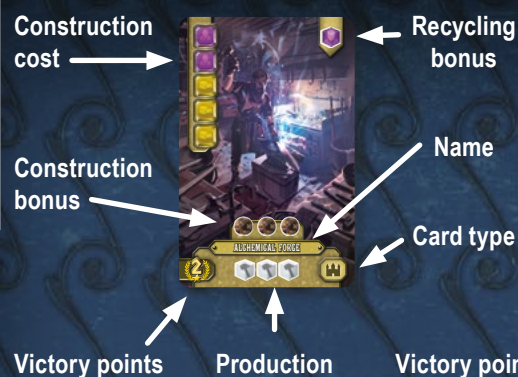 Construction
cost
Recycling
bonus
Name
Construction
bonus
ALCHEMICAL FORGE
Card type
2
Victory points
Production